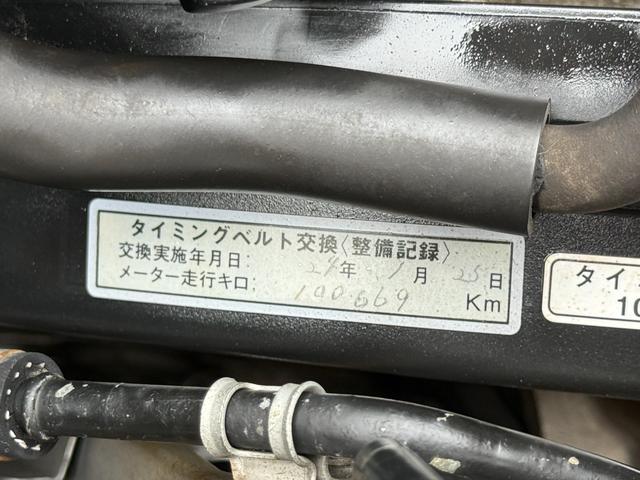 タイミングベルト交換〈整備記録〉
交換実施年月日: 24年 1月 25日
メーター走行キロ: 100669 Km
タイ
10